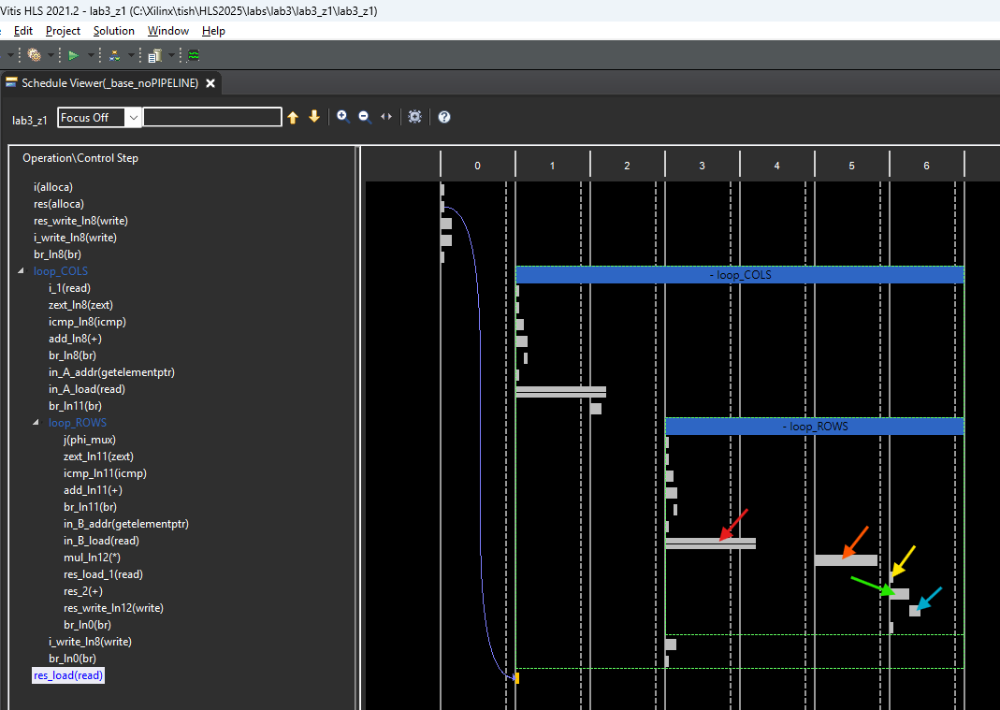 Vitis HLS 2021.2 - lab3_z1 (C:\Xilinx\tish\HLS2025\labs\lab3\lab3_z1\lab3_z1)
Edit Project Solution Window Help
Schedule Viewer(_base_noPIPELINE)
lab3_z1 Focus Off
Operation\Control Step 0 1 2 3 4 5 6
i(alloca)
res(alloca)
res_write_ln8(write)
i_write_ln8(write)
br_ln8(br)
loop_COLS - loop_COLS
i_1(read)
zext_ln8(zext)
icmp_ln8(icmp)
add_ln8(+)
br_ln8(br)
in_A_addr(getelementptr)
in_A_load(read)
br_ln11(br)
loop_ROWS - loop_ROWS
j(phi_mux)
zext_ln11(zext)
icmp_ln11(icmp)
add_ln11(+)
br_ln11(br)
in_B_addr(getelementptr)
in_B_load(read)
mul_ln12(*)
res_load_1(read)
res_2(+)
res_write_ln12(write)
br_ln0(br)
i_write_ln8(write)
br_ln0(br)
res_load(read)